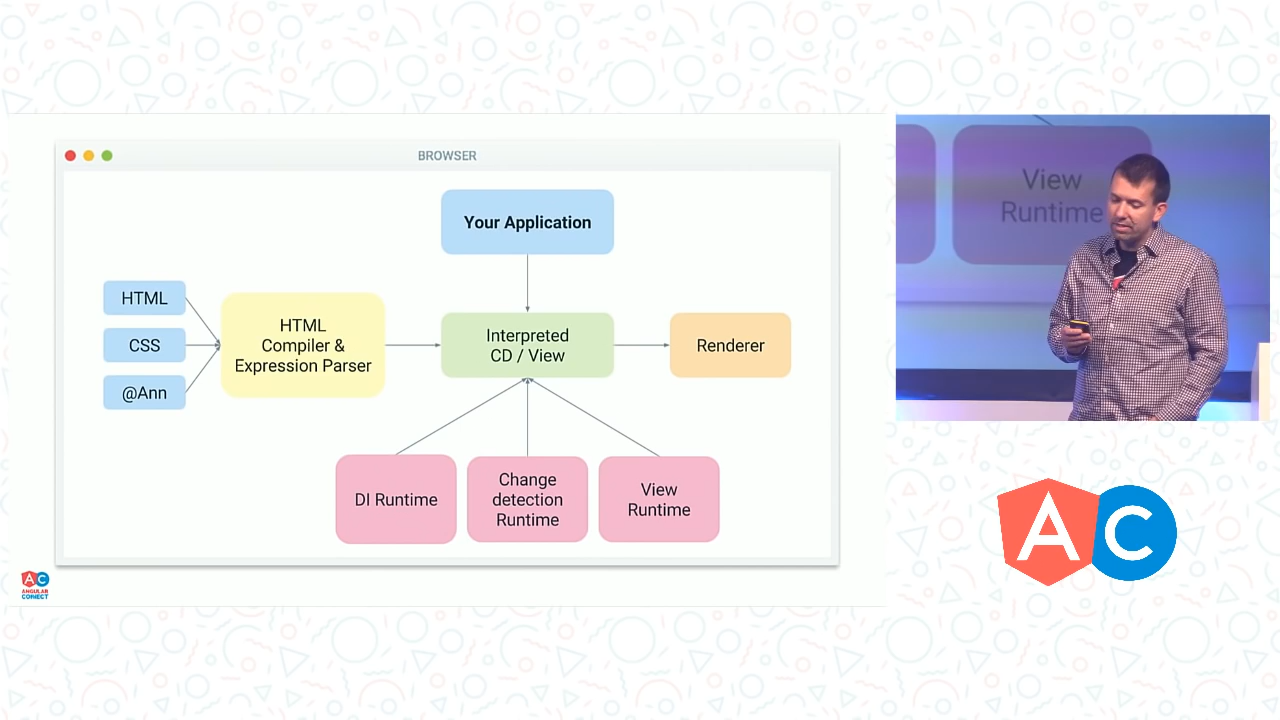 BROWSER
Your Application
HTML
CSS
@Ann
HTML
Compiler &
Expression Parser
Interpreted
CD / View
Renderer
DI Runtime
Change
detection
Runtime
View
Runtime
View
Runtime
AC
AC
ANGULAR
CONNECT